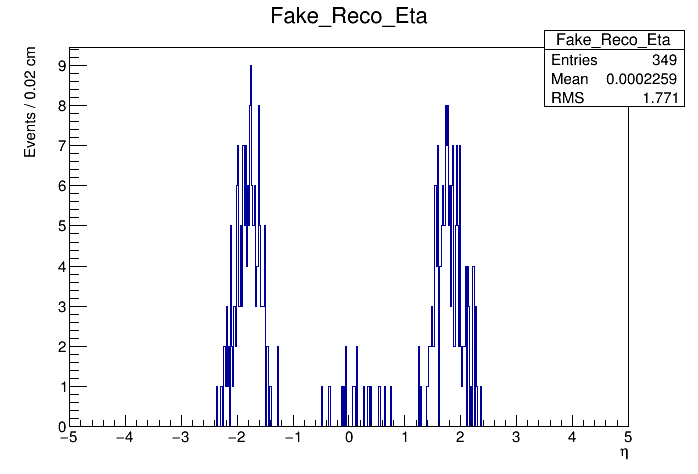 Fake_Reco_Eta
Fake_Reco_Eta
Entries 349
Mean 0.0002259
RMS 1.771
Events / 0.02 cm
9
8
7
6
5
4
3
2
1
0
−5 −4 −3 −2 −1 0 1 2 3 4 5
η